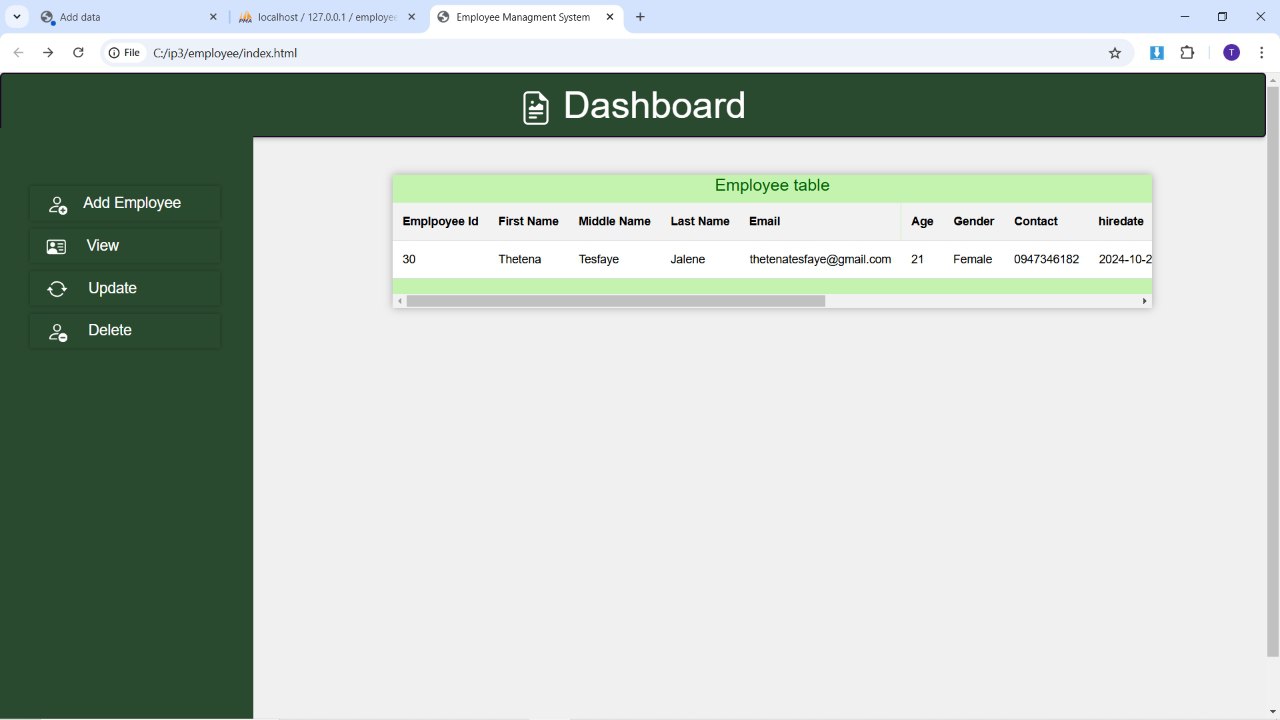 Add data
localhost / 127.0.0.1 / employee
Employee Managment System
File C:/ip3/employee/index.html
T
Dashboard
Add Employee
View
Update
Delete
Employee table
Emplpoyee Id First Name Middle Name Last Name Email Age Gender Contact hiredate
30 Thetena Tesfaye Jalene thetenatesfaye@gmail.com 21 Female 0947346182 2024-10-2